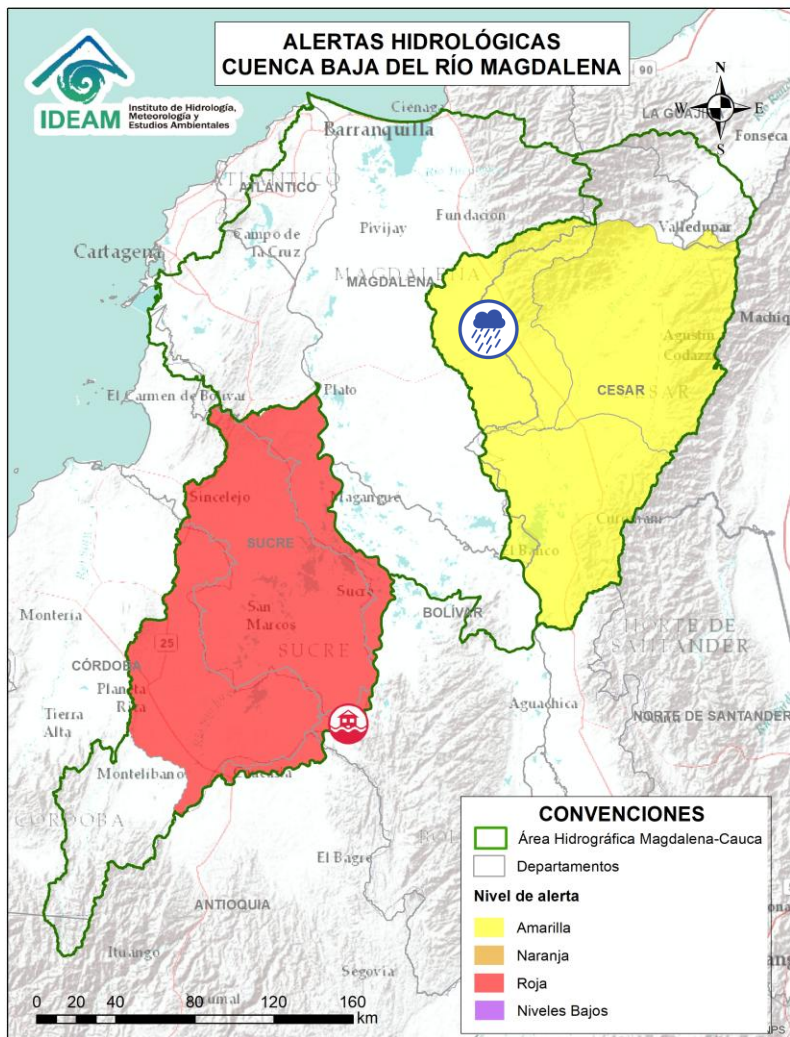 ALERTAS HIDROLÓGICAS
CUENCA BAJA DEL RÍO MAGDALENA
IDEAM
Instituto de Hidrología,
Meteorología y
Estudios Ambientales
N
W
E
S
90
LA GUAJIRA
Fonseca
Ciénaga
Barranquilla
ATLÁNTICO
Fundación
Valledupar
Pivijay
Campo de
la Cruz
Cartagena
MAGDALENA
MAGDALENA
Agustín
Codazzi
CESAR
El Carmen de Bolívar
Plato
Sincelejo
Magangue
SUCRE
El Banco
Sucre
San
Marcos
BOLÍVAR
SUCRE
NORTE DE
SANTANDER
Montería
25
CÓRDOBA
Planeta
Rica
Tierra
Alta
Aguachica
NORTE DE SANTANDER
Montelibano
CÓRDOBA
El Bagre
ANTIOQUIA
Ituango
Segovia
CONVENCIONES
Área Hidrográfica Magdalena-Cauca
Departamentos
Nivel de alerta
Amarilla
Naranja
Roja
Niveles Bajos
0 20 40 80 120 160
km